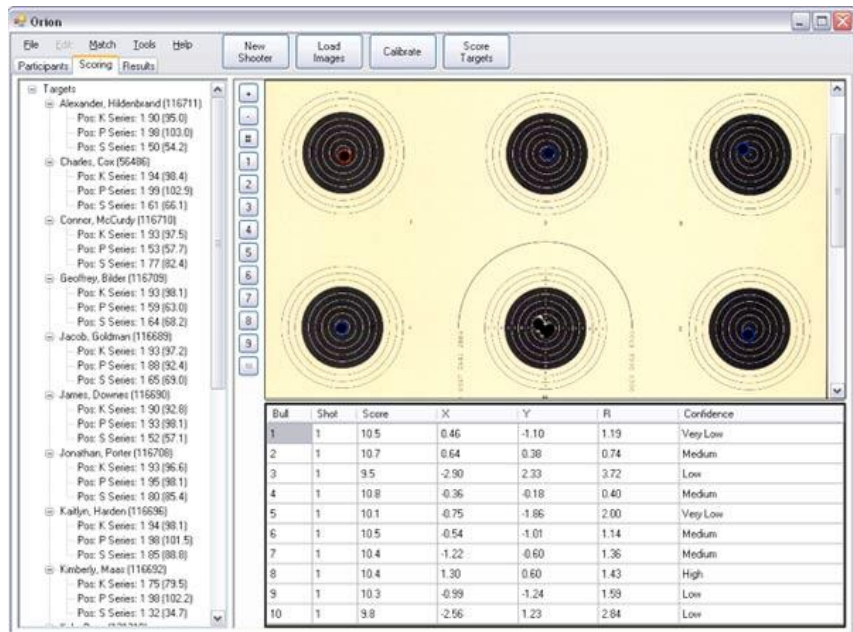 Orion
File Edit Match Tools Help
New Shooter
Load Images
Calibrate
Score Targets
Participants Scoring Results
Targets
Alexander, Hildenbrand (116711)
Pos: K Series: 1 90 (95.0)
Pos: P Series: 1 98 (103.0)
Pos: S Series: 1 50 (54.2)
Charles, Cox (56486)
Pos: K Series: 1 94 (98.4)
Pos: P Series: 1 99 (102.9)
Pos: S Series: 1 61 (66.1)
Connor, McCurdy (116710)
Pos: K Series: 1 93 (97.5)
Pos: P Series: 1 53 (57.7)
Pos: S Series: 1 77 (82.4)
Geoffrey, Bilder (116709)
Pos: K Series: 1 93 (98.1)
Pos: P Series: 1 59 (63.0)
Pos: S Series: 1 64 (68.2)
Jacob, Goldman (116689)
Pos: K Series: 1 93 (97.2)
Pos: P Series: 1 88 (92.4)
Pos: S Series: 1 65 (69.0)
James, Downes (116690)
Pos: K Series: 1 90 (92.8)
Pos: P Series: 1 93 (98.1)
Pos: S Series: 1 52 (57.1)
Jonathan, Porter (116708)
Pos: K Series: 1 93 (96.6)
Pos: P Series: 1 95 (98.1)
Pos: S Series: 1 80 (85.4)
Kaitlyn, Harden (116696)
Pos: K Series: 1 94 (98.1)
Pos: P Series: 1 98 (101.5)
Pos: S Series: 1 85 (88.8)
Kimberly, Maas (116692)
Pos: K Series: 1 75 (79.5)
Pos: P Series: 1 98 (102.2)
Pos: S Series: 1 32 (34.7)
+
-
#
1
2
3
4
5
6
7
8
9
Bull Shot Score X Y R Confidence
1 1 10.5 0.46 -1.10 1.19 Very Low
2 1 10.7 0.64 0.38 0.74 Medium
3 1 9.5 -2.90 2.33 3.72 Low
4 1 10.8 -0.36 -0.18 0.40 Medium
5 1 10.1 -0.75 -1.86 2.00 Very Low
6 1 10.5 -0.54 -1.01 1.14 Medium
7 1 10.4 -1.22 -0.60 1.36 Medium
8 1 10.4 1.30 0.60 1.43 High
9 1 10.3 -0.99 -1.24 1.59 Low
10 1 9.8 -2.56 1.23 2.84 Low